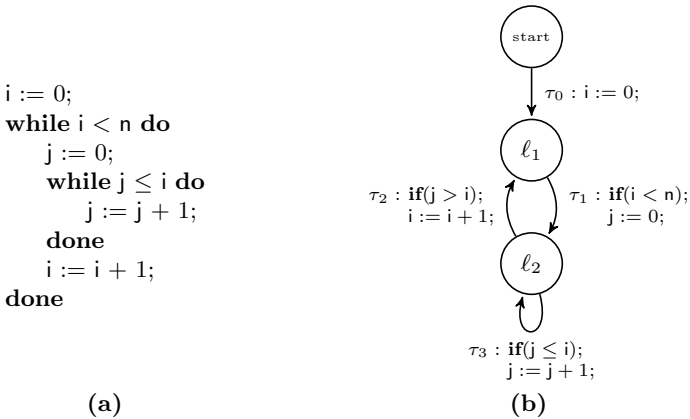 i := 0;
while i < n do
j := 0;
while j ≤ i do
j := j + 1;
done
i := i + 1;
done
(a)
start
τ0 : i := 0;
ℓ1
τ2 : if(j > i);
i := i + 1;
τ1 : if(i < n);
j := 0;
ℓ2
τ3 : if(j ≤ i);
j := j + 1;
(b)